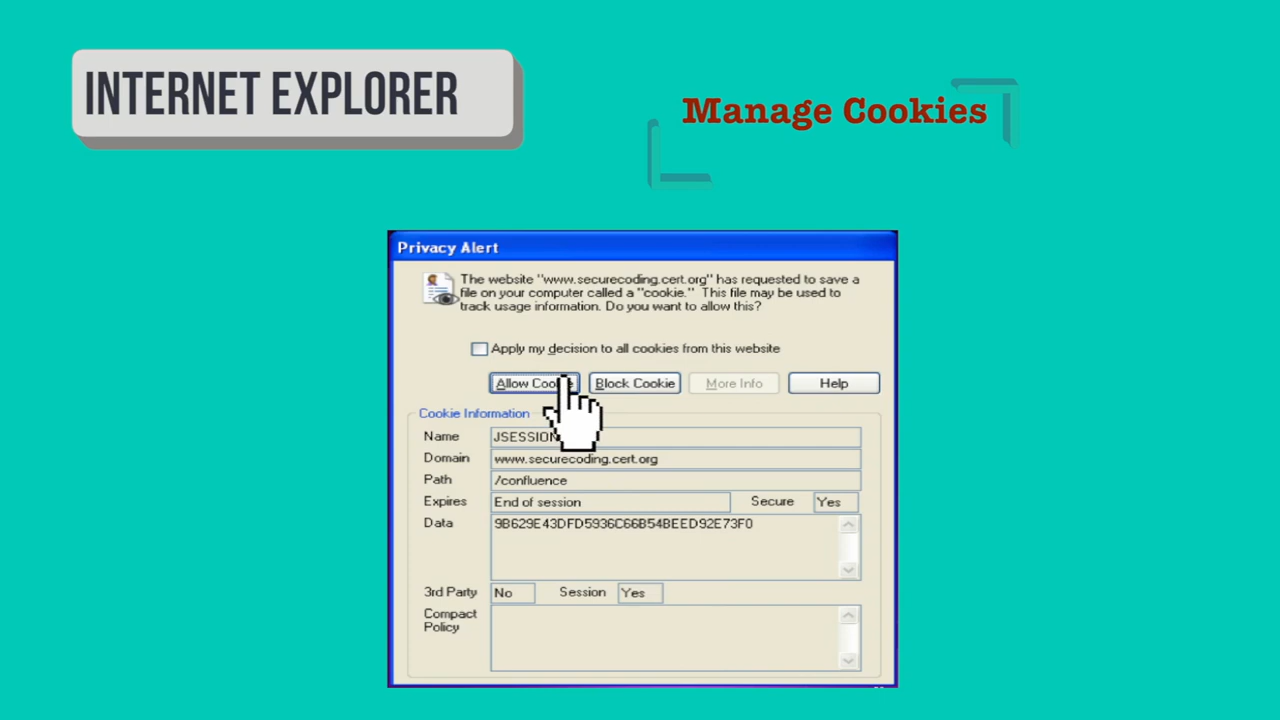 INTERNET EXPLORER
Manage Cookies
Privacy Alert
The website "www.securecoding.cert.org" has requested to save a
file on your computer called a "cookie." This file may be used to
track usage information. Do you want to allow this?
Apply my decision to all cookies from this website
Allow Block Cookie More Info Help
Cookie Information
Name
Domain www.securecoding.cert.org
Path /confluence
Expires End of session Secure Yes
Data 9B629E43DFD5936C66B54BEED92E73F0
3rd Party No Session Yes
Compact
Policy